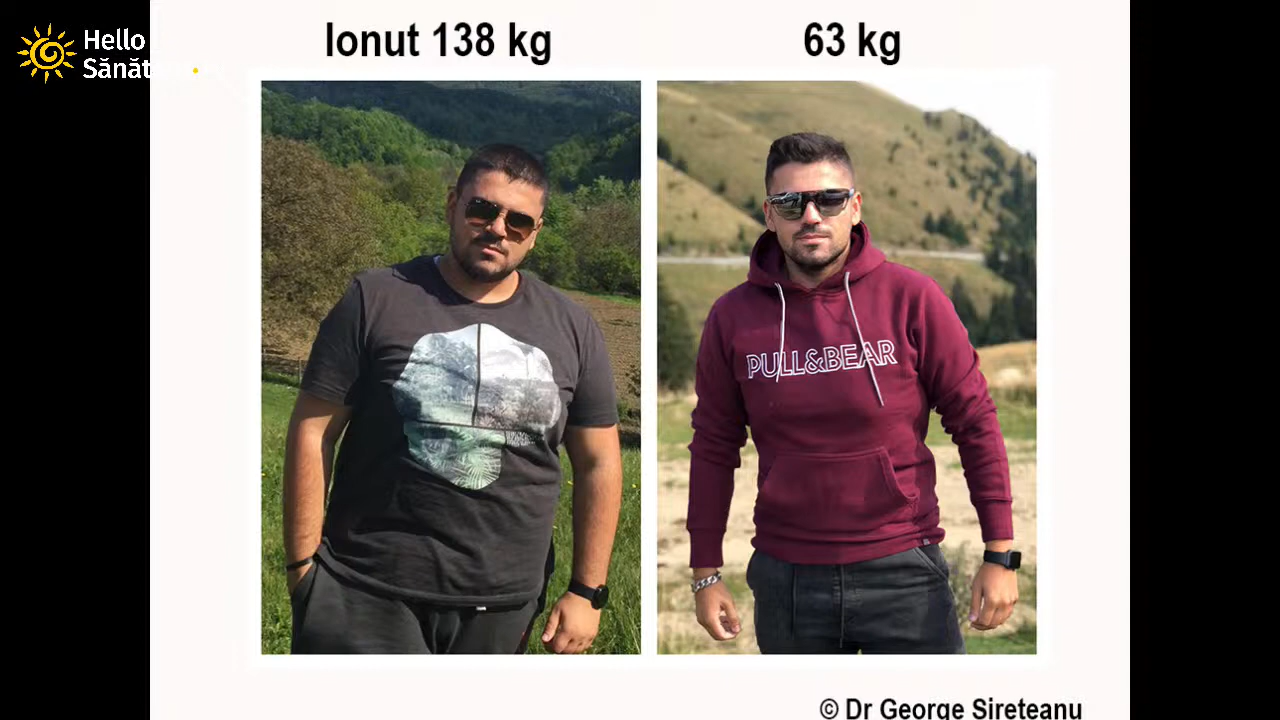 Ionut 138 kg
63 kg
Hello
Sănăt
PULL&BEAR
© Dr George Sireteanu